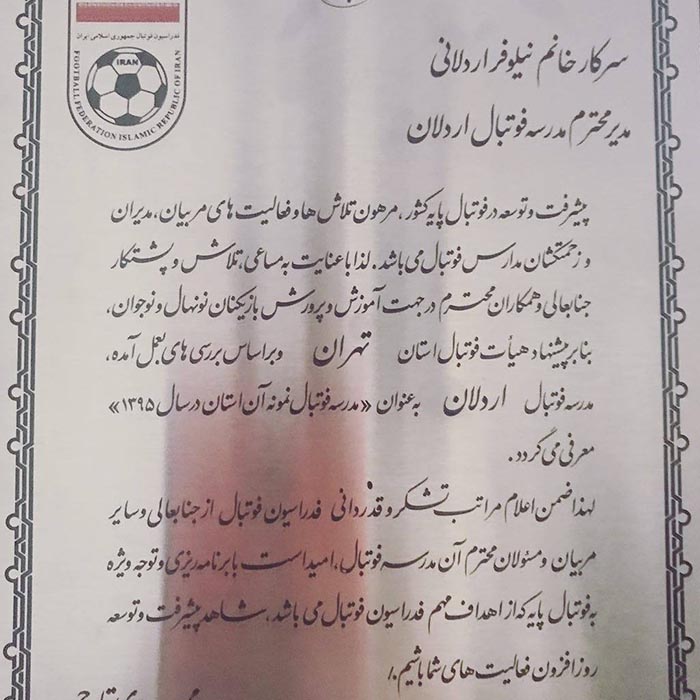 فدراسیون فوتبال جمهوری اسلامی ایران
IRAN
FOOTBALL FEDERATION ISLAMIC REPUBLIC OF IRAN
سرکار خانم نیلوفر اردلانی
مدیر محترم مدرسه فوتبال اردلان
پیشرفت و توسعه در فوتبال پایه کشور، مرهون تلاش ها و فعالیت های مربیان، مدیران
و زحمتکشان مدارس فوتبال می باشد. لذا با عنایت به مساعی، تلاش و پشتکار
جنابعالی و همکاران محترم در جهت آموزش و پرورش بازیکنان نونهال و نوجوان،
بنابر پیشنهاد هیأت فوتبال استان تهران و براساس بررسی های بعمل آمده،
مدرسه فوتبال اردلان به عنوان «مدرسه فوتبال نمونه آن استان در سال ۱۳۹۵»
معرفی می گردد.
لهذا ضمن اعلام مراتب تشکر و قدردانی فدراسیون فوتبال از جنابعالی و سایر
مربیان و مسئولان محترم آن مدرسه فوتبال، امید است با برنامه ریزی و توجه ویژه
به فوتبال پایه که از اهداف مهم فدراسیون فوتبال می باشد، شاهد پیشرفت و توسعه
روز افزون فعالیت های شما باشیم./